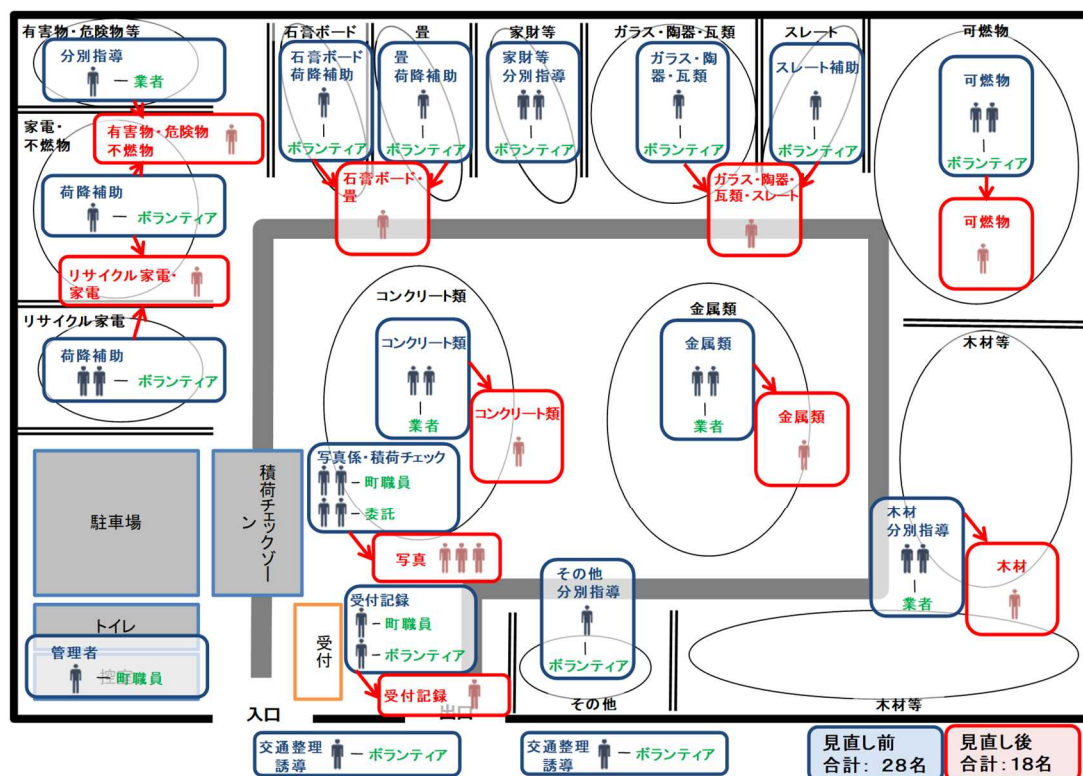 有害物・危険物等
分別指導
業者
有害物・危険物
不燃物
家電・
不燃物
荷降補助
ボランティア
リサイクル家電・
家電
リサイクル家電
荷降補助
ボランティア
石膏ボード
石膏ボード
荷降補助
ボランティア
畳
畳
荷降補助
ボランティア
石膏ボード・
畳
家財等
家財等
分別指導
ボランティア
ガラス・陶器・瓦類
ガラス・陶
器・瓦類
ボランティア
スレート
スレート補助
ボランティア
ガラス・陶器・
瓦類・スレート
可燃物
可燃物
ボランティア
可燃物
コンクリート類
コンクリート類
業者
コンクリート類
金属類
金属類
業者
金属類
木材等
木材
分別指導
業者
木材
木材等
駐車場
積荷チェックゾー
ン
写真係・積荷チェック
町職員
委託
写真
トイレ
管理者
町職員
受付
受付記録
町職員
ボランティア
受付記録
その他
分別指導
ボランティア
その他
入口
出口
交通整理
誘導
ボランティア
交通整理
誘導
ボランティア
見直し前
合計: 28名
見直し後
合計:18名